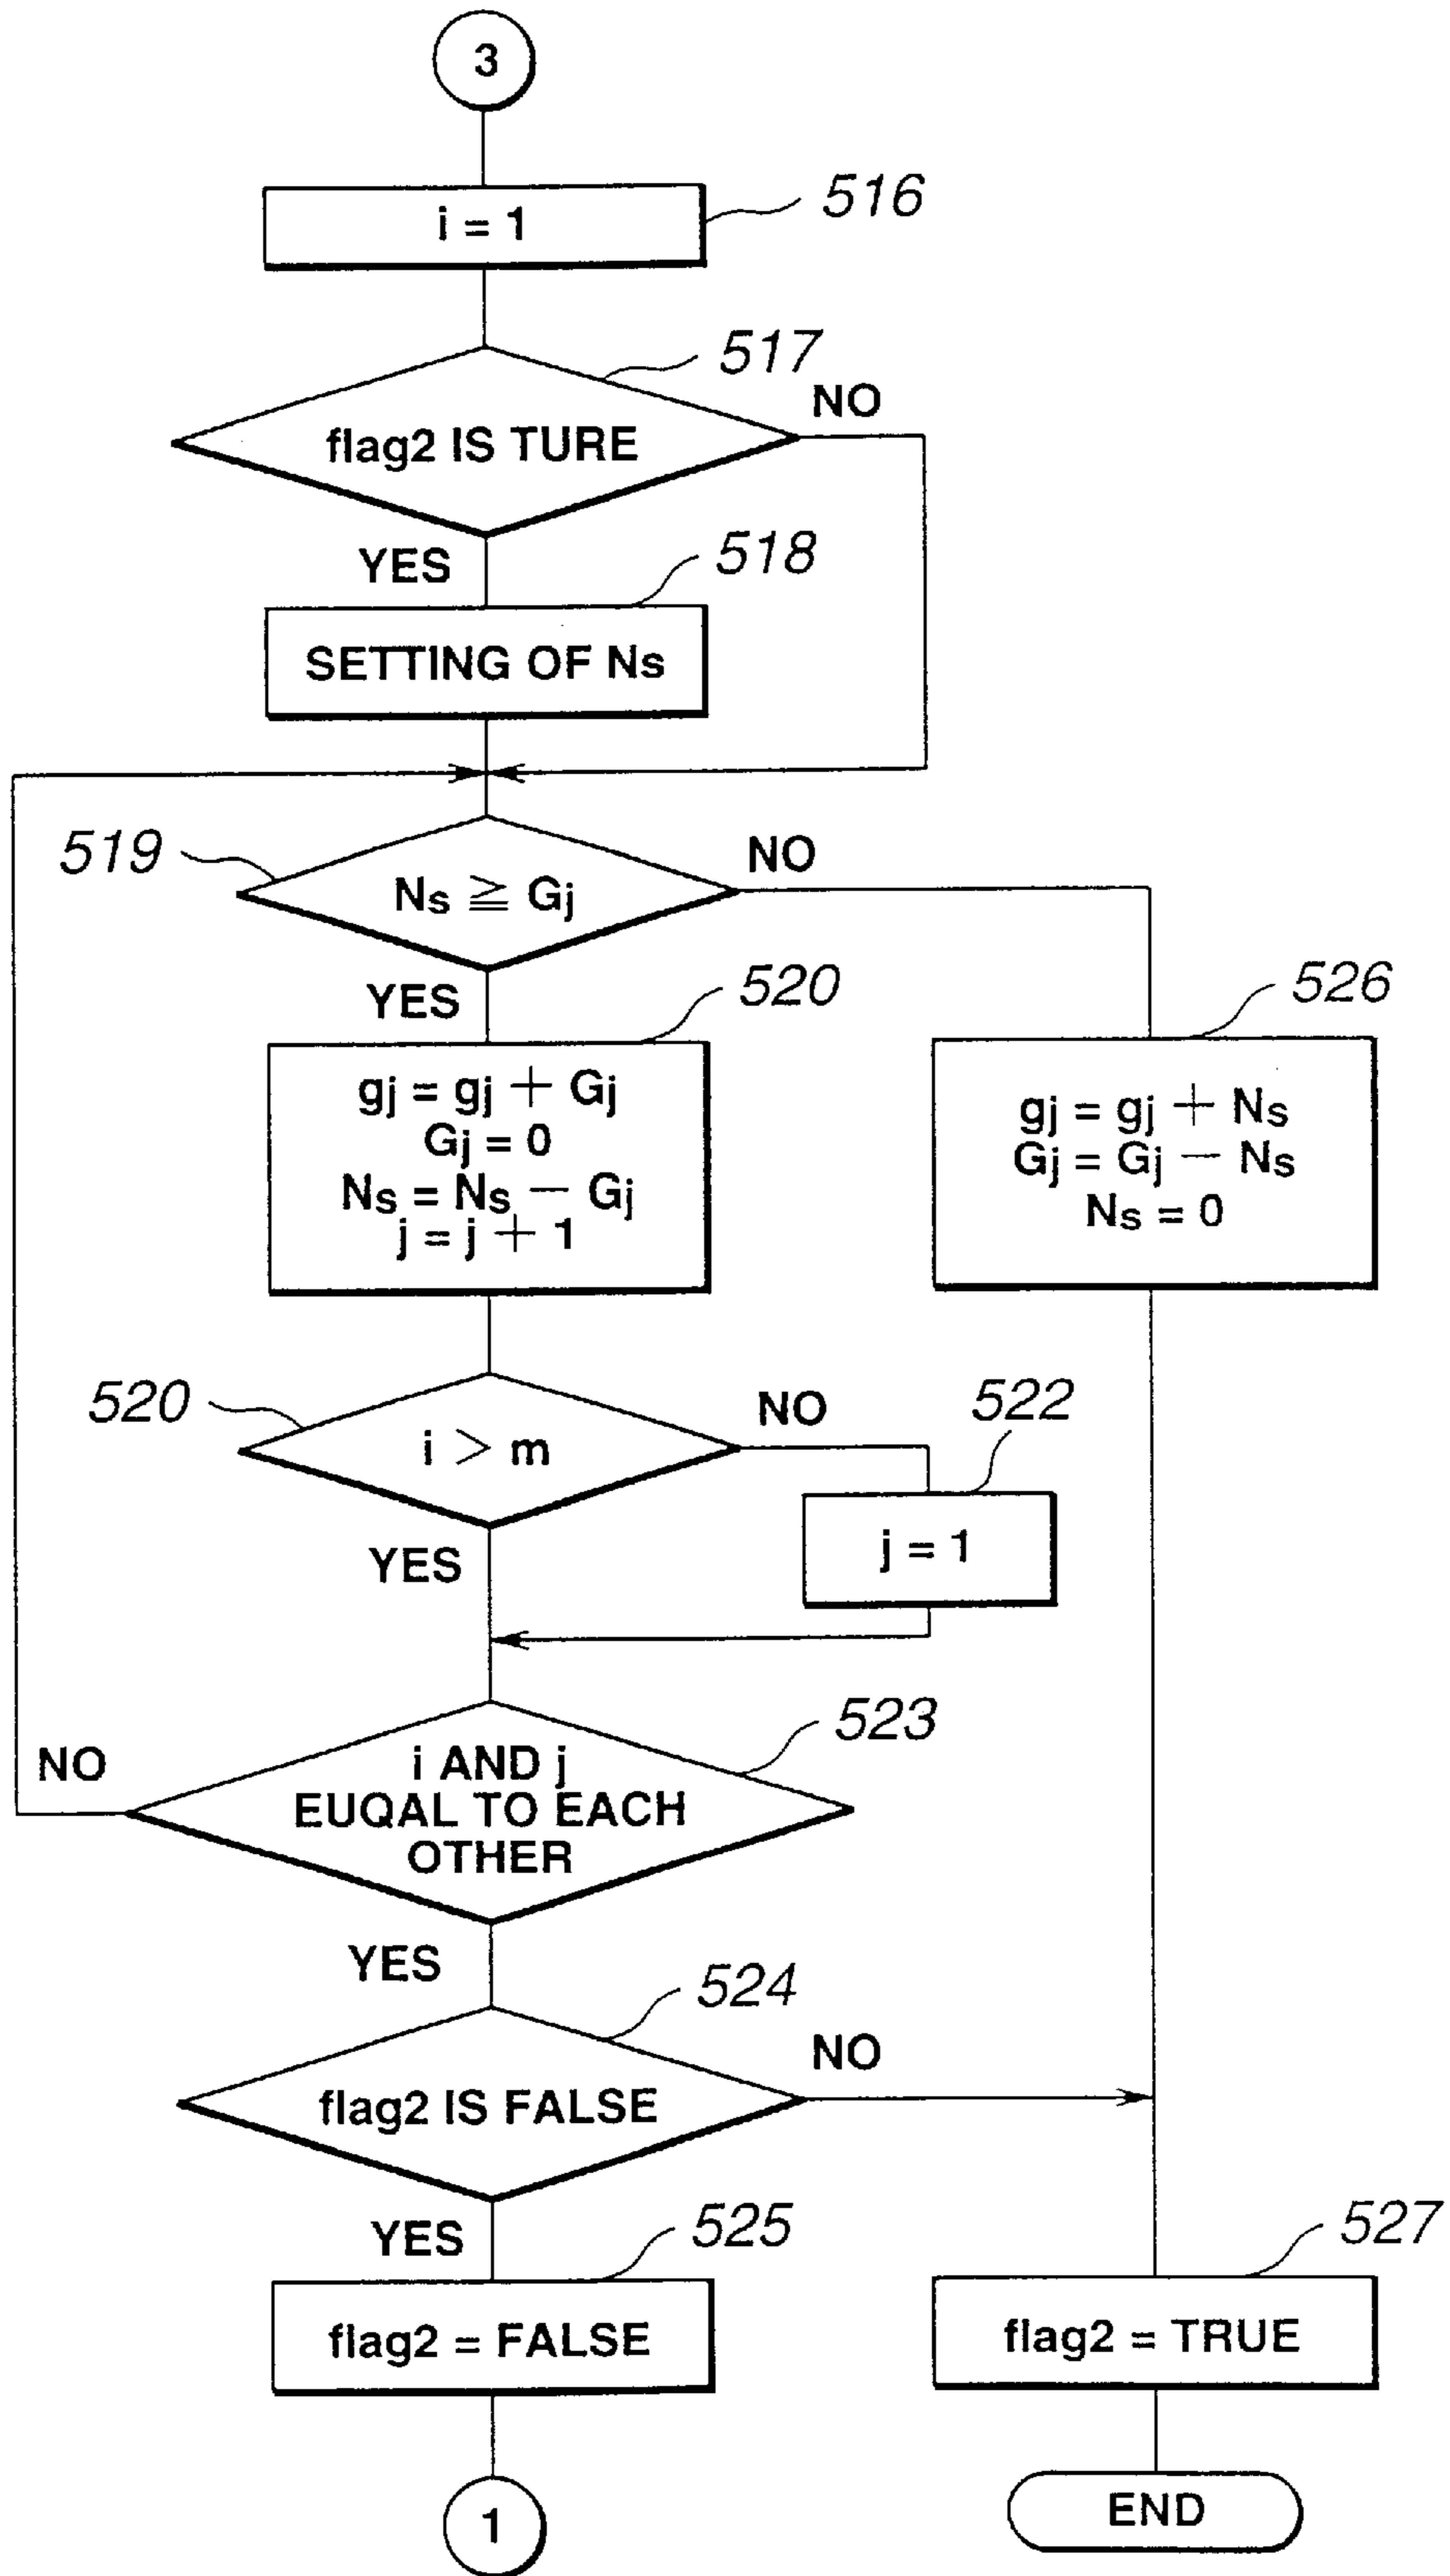 3
i = 1
516
517
flag2 IS TURE
NO
YES
518
SETTING OF Ns
519
Ns ≧ Gj
NO
YES
520
gj = gj + Gj
Gj = 0
Ns = Ns − Gj
j = j + 1
526
gj = gj + Ns
Gj = Gj − Ns
Ns = 0
520
i > m
NO
522
j = 1
YES
523
i AND j
EUQAL TO EACH
OTHER
NO
YES
524
flag2 IS FALSE
NO
YES
525
flag2 = FALSE
527
flag2 = TRUE
1
END